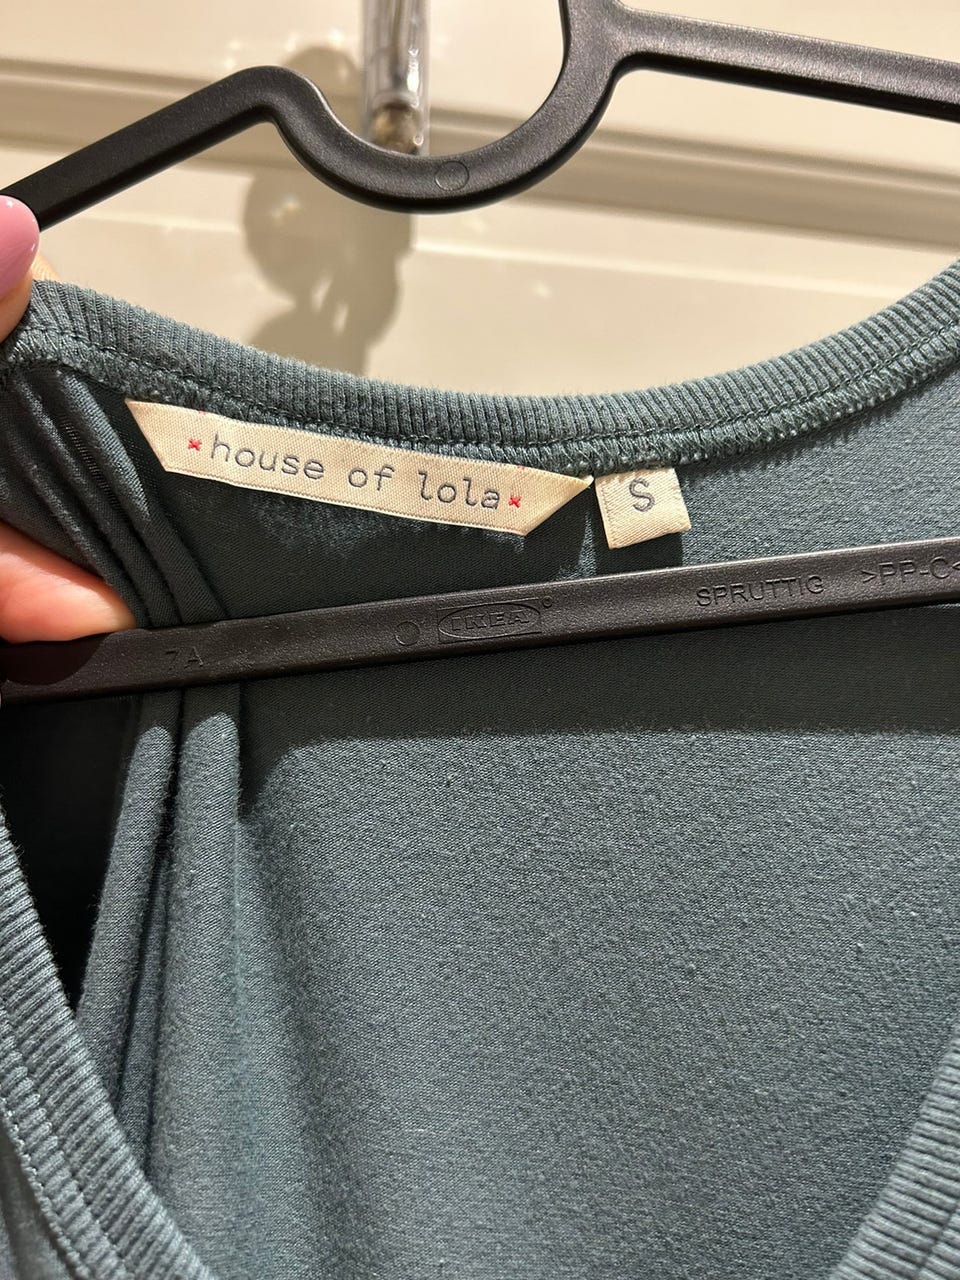 ×house of lola×
S
SPRUTTIG >PP-C<
IKEA
7A